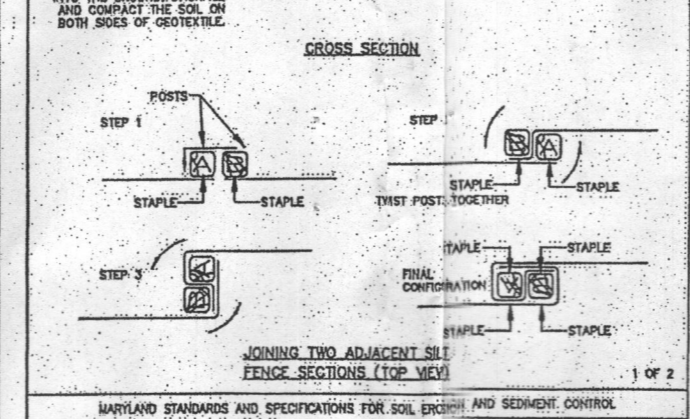 AND COMPACT THE SOIL ON
BOTH SIDES OF GEOTEXTILE.
CROSS SECTION
POSTS
STEP 1
A
B
STAPLE
STAPLE
STEP
B
A
STAPLE
STAPLE
TWIST POST TOGETHER
STEP 3
A
B
FINAL
CONFIGURATION
STAPLE
STAPLE
A
B
STAPLE
STAPLE
JOINING TWO ADJACENT SILT
FENCE SECTIONS (TOP VIEW)
1 OF 2
MARYLAND STANDARDS AND SPECIFICATIONS FOR SOIL EROSION AND SEDIMENT CONTROL